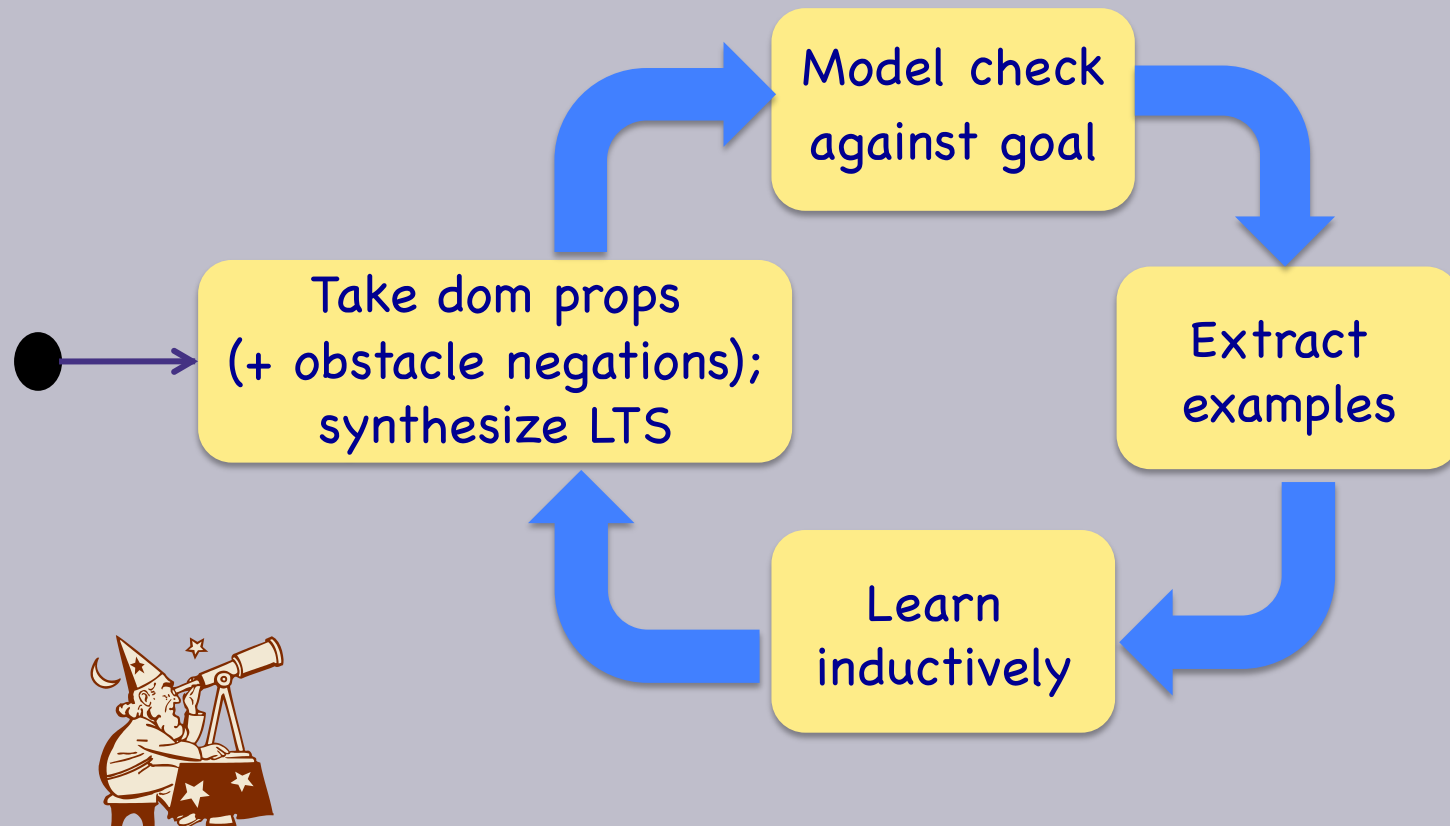 Model check
against goal
Take dom props
(+ obstacle negations);
synthesize LTS
Extract
examples
Learn
inductively